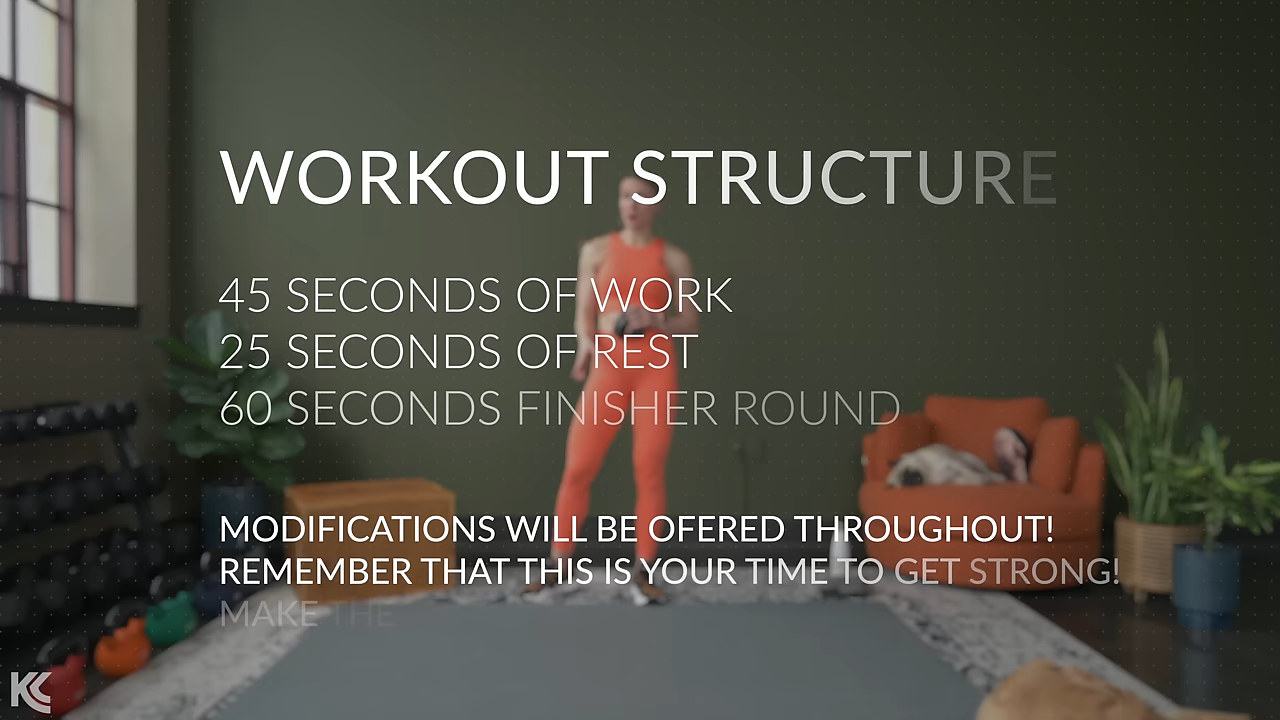 WORKOUT STRUCTURE
45 SECONDS OF WORK
25 SECONDS OF REST
60 SECONDS FINISHER ROUND
MODIFICATIONS WILL BE OFERED THROUGHOUT!
REMEMBER THAT THIS IS YOUR TIME TO GET STRONG!
MAKE THE
KC